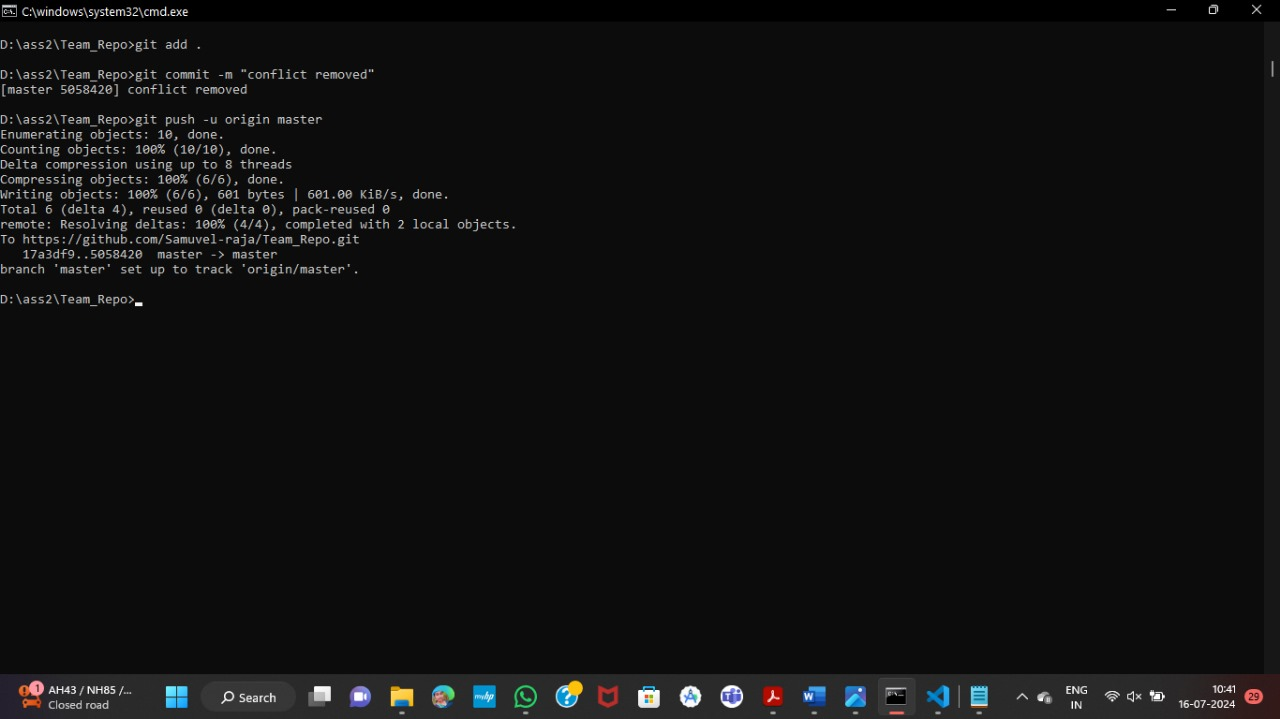 C:\windows\system32\cmd.exe
D:\ass2\Team_Repo>git add .
D:\ass2\Team_Repo>git commit -m "conflict removed"
[master 5058420] conflict removed
D:\ass2\Team_Repo>git push -u origin master
Enumerating objects: 10, done.
Counting objects: 100% (10/10), done.
Delta compression using up to 8 threads
Compressing objects: 100% (6/6), done.
Writing objects: 100% (6/6), 601 bytes | 601.00 KiB/s, done.
Total 6 (delta 4), reused 0 (delta 0), pack-reused 0
remote: Resolving deltas: 100% (4/4), completed with 2 local objects.
To https://github.com/Samuvel-raja/Team_Repo.git
   17a3df9..5058420  master -> master
branch 'master' set up to track 'origin/master'.
D:\ass2\Team_Repo>
1
AH43 / NH85 /...
Closed road
Search
ENG
IN
10:41
16-07-2024
29